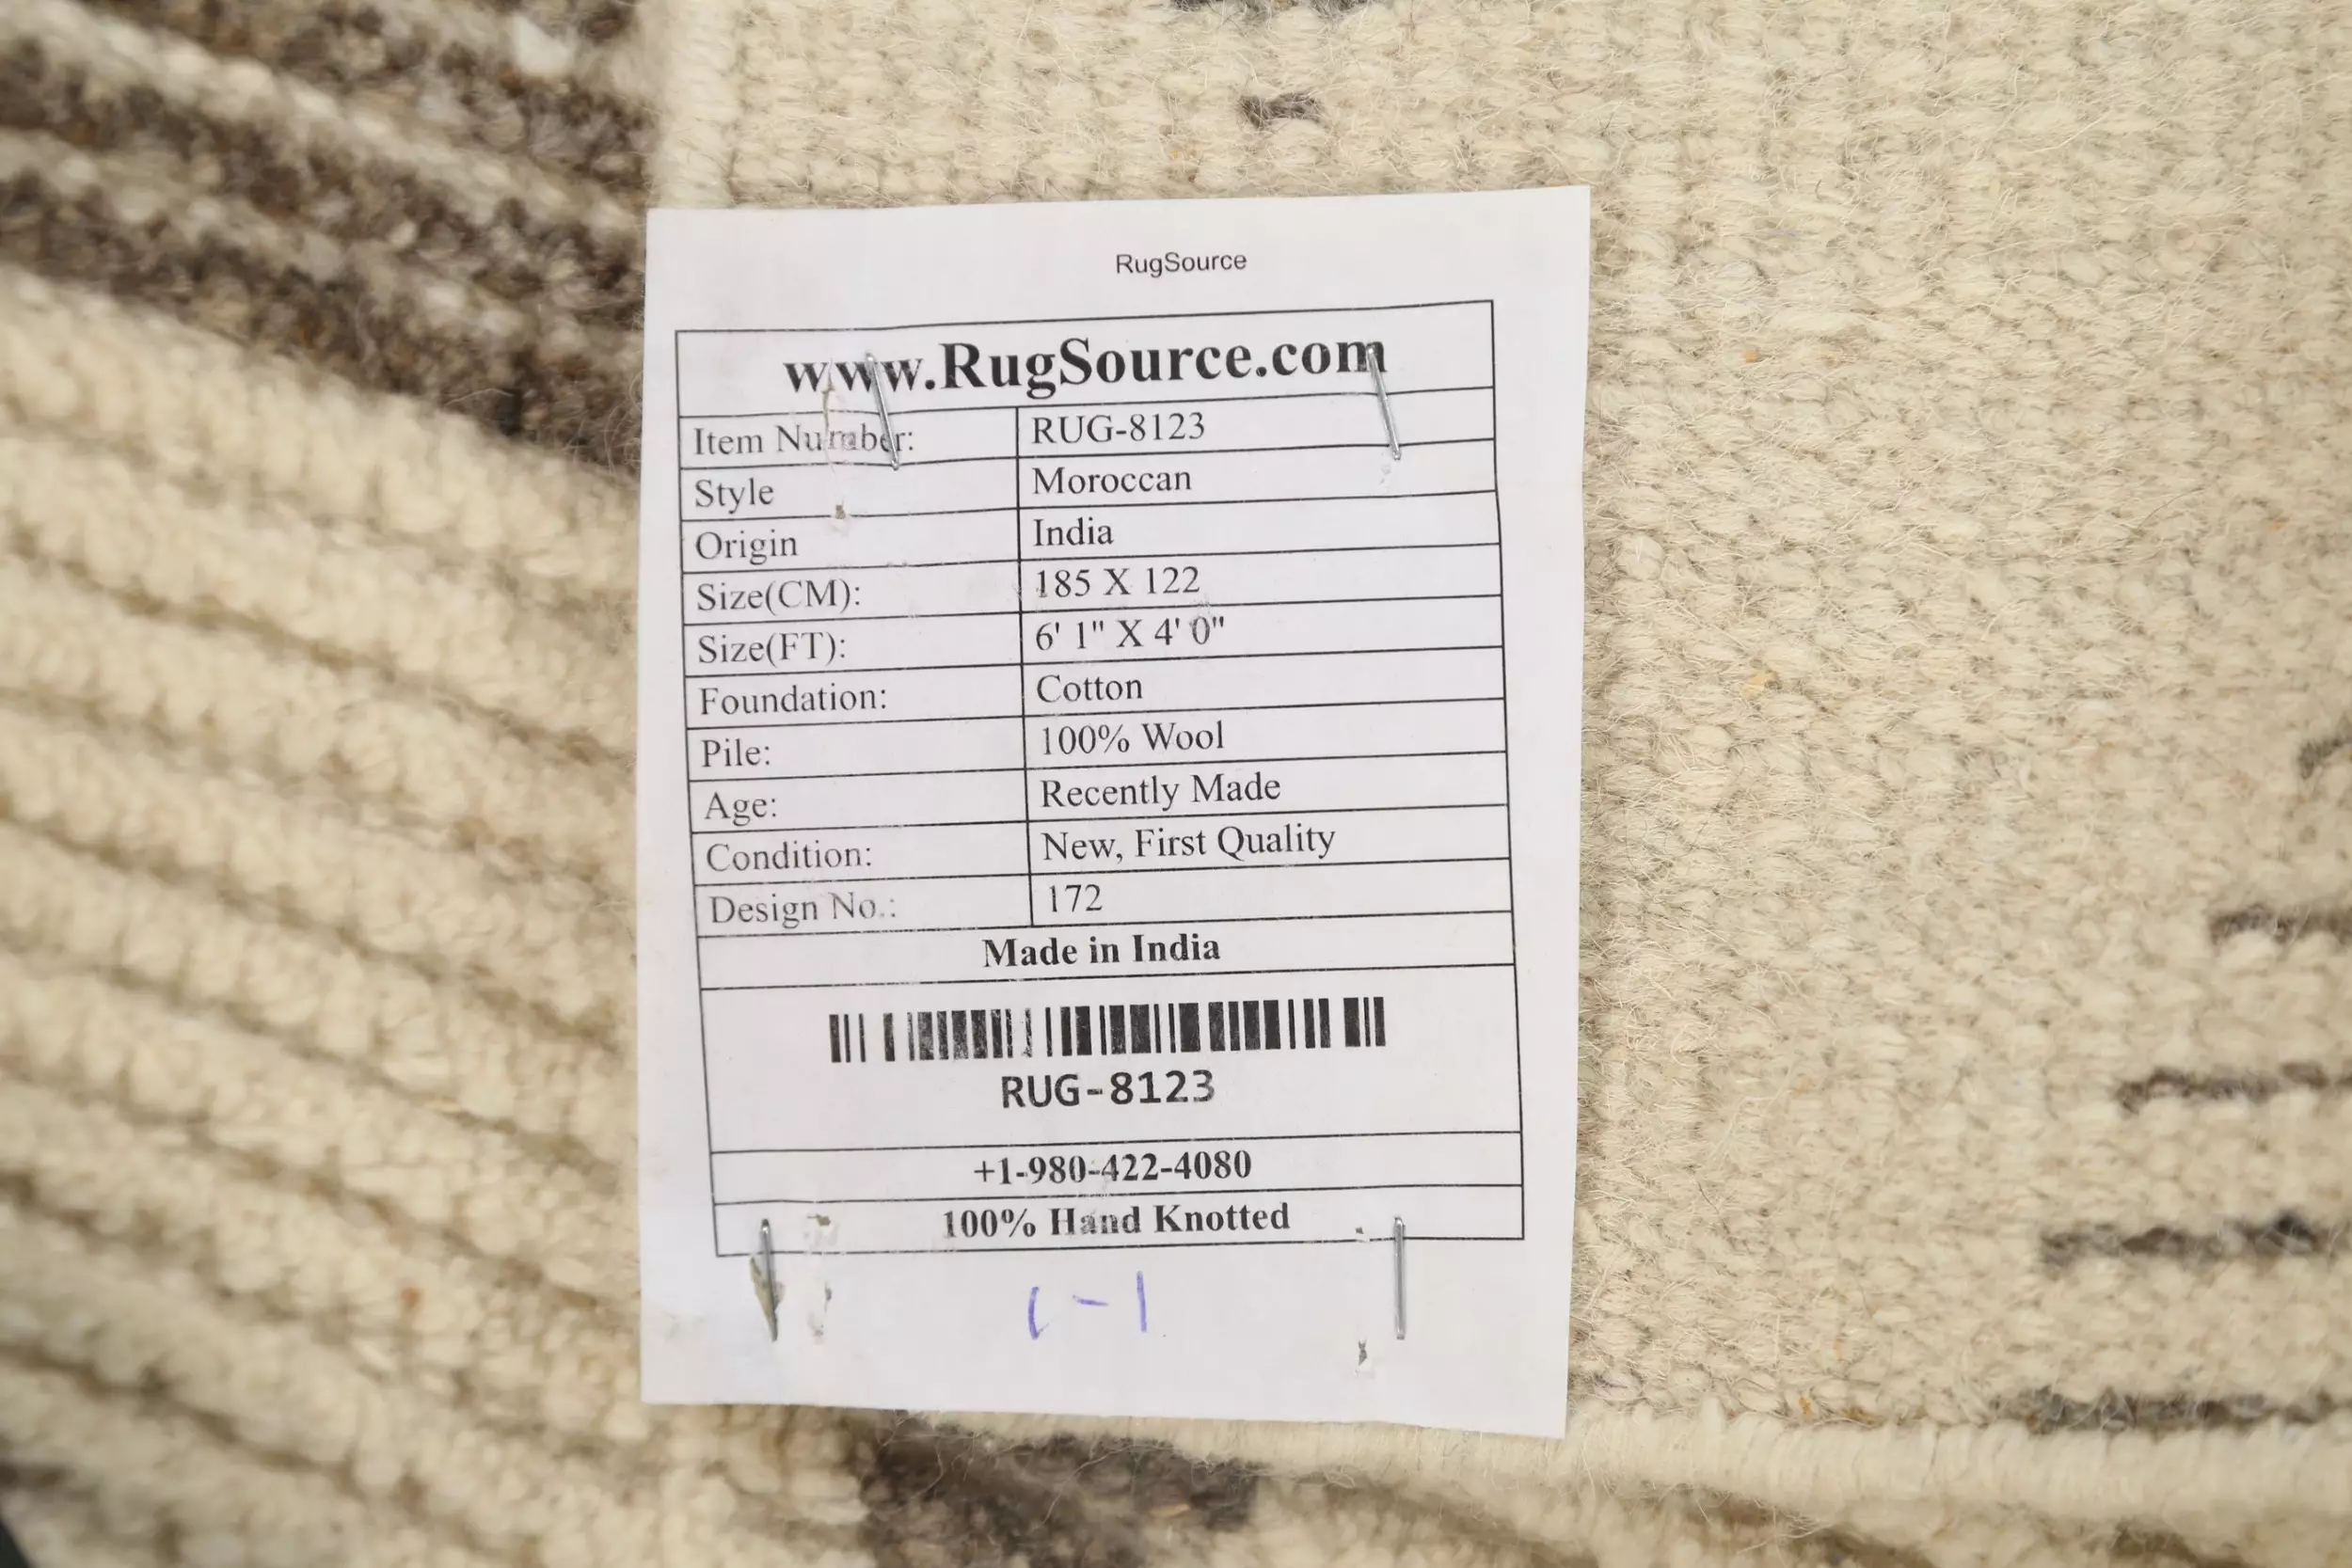 RugSource
www.RugSource.com
Item Number: RUG-8123
Style Moroccan
Origin India
Size(CM): 185 X 122
Size(FT): 6' 1" X 4' 0"
Foundation: Cotton
Pile: 100% Wool
Age: Recently Made
Condition: New, First Quality
Design No.: 172
Made in India
RUG-8123
+1-980-422-4080
100% Hand Knotted
1-1